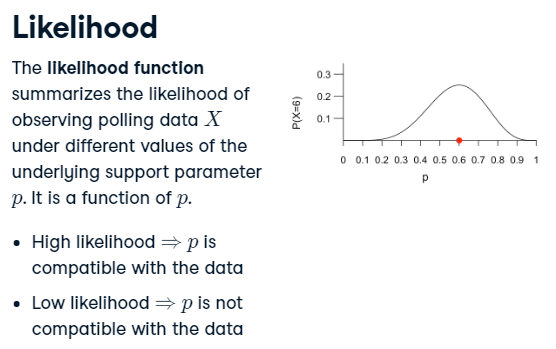 Likelihood
The likelihood function
summarizes the likelihood of
observing polling data X
under different values of the
underlying support parameter
p. It is a function of p.
• High likelihood ⇒ p is
compatible with the data
• Low likelihood ⇒ p is not
compatible with the data
P(X=6)
0.3
0.2
0.1
0 0.1 0.2 0.3 0.4 0.5 0.6 0.7 0.8 0.9 1
p